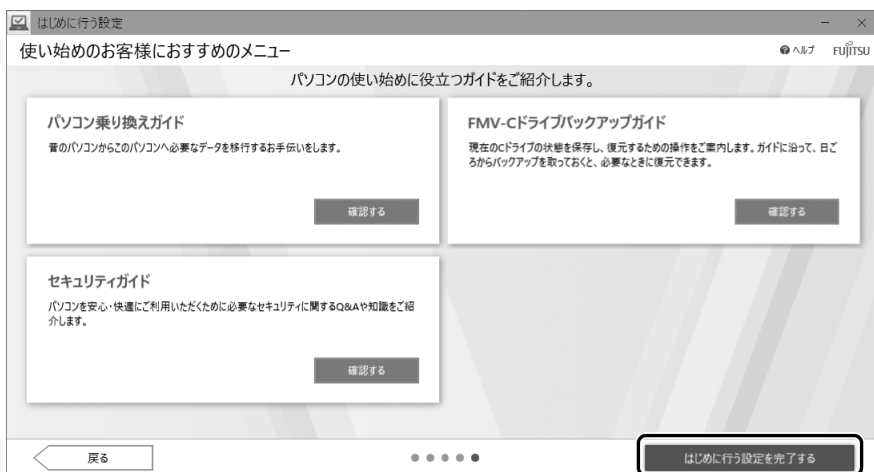 はじめに行う設定
使い始めのお客様におすすめのメニュー
ヘルプ FUJITSU
パソコンの使い始めに役立つガイドをご紹介します。
パソコン乗り換えガイド
昔のパソコンからこのパソコンへ必要なデータを移行するお手伝いをします。
確認する
FMV-Cドライブバックアップガイド
現在のCドライブの状態を保存し、復元するための操作をご案内します。ガイドに沿って、日ご
ろからバックアップを取っておくと、必要なときに復元できます。
確認する
セキュリティガイド
パソコンを安心・快適にご利用いただくために必要なセキュリティに関するQ&Aや知識をご紹
介します。
確認する
戻る
はじめに行う設定を完了する